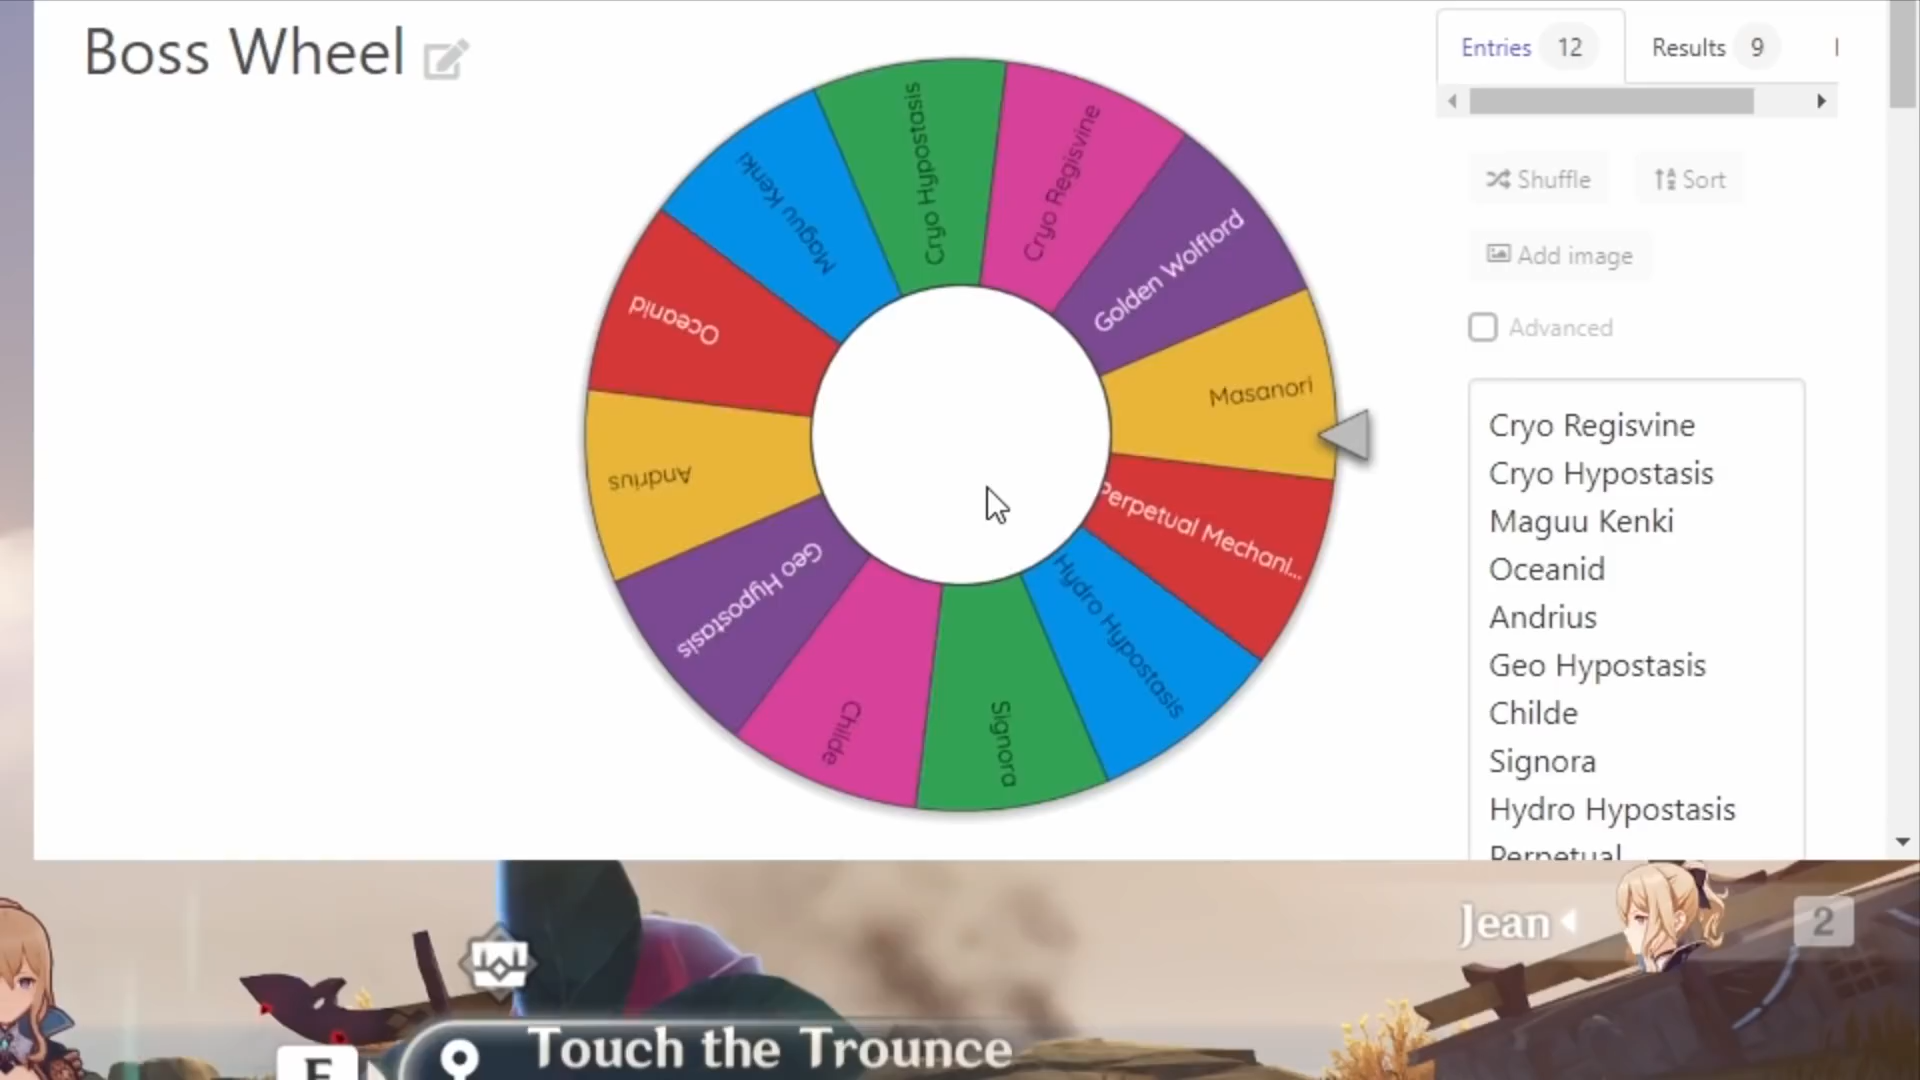 Boss Wheel
Entries 12
Results 9
Shuffle
Sort
Add image
Advanced
Cryo Hypostasis
Cryo Regisvine
Golden Wolflord
Masanori
Perpetual Mechani...
Hydro Hypostasis
Signora
Childe
Geo Hypostasis
Andrius
Oceanid
Maguu Kenki
Cryo Regisvine
Cryo Hypostasis
Maguu Kenki
Oceanid
Andrius
Geo Hypostasis
Childe
Signora
Hydro Hypostasis
Perpetual
Jean 2
F
Touch the Trounce